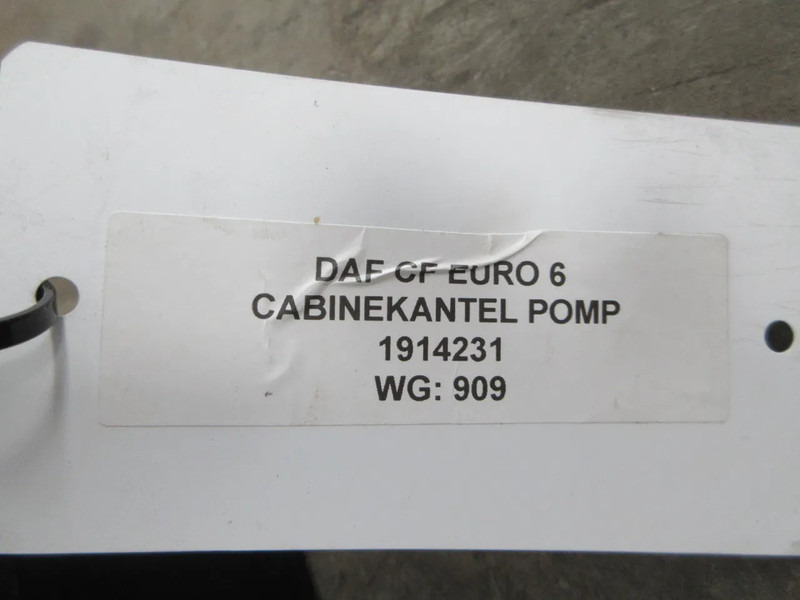 DAF CF EURO 6
CABINEKANTEL POMP
1914231
WG: 909